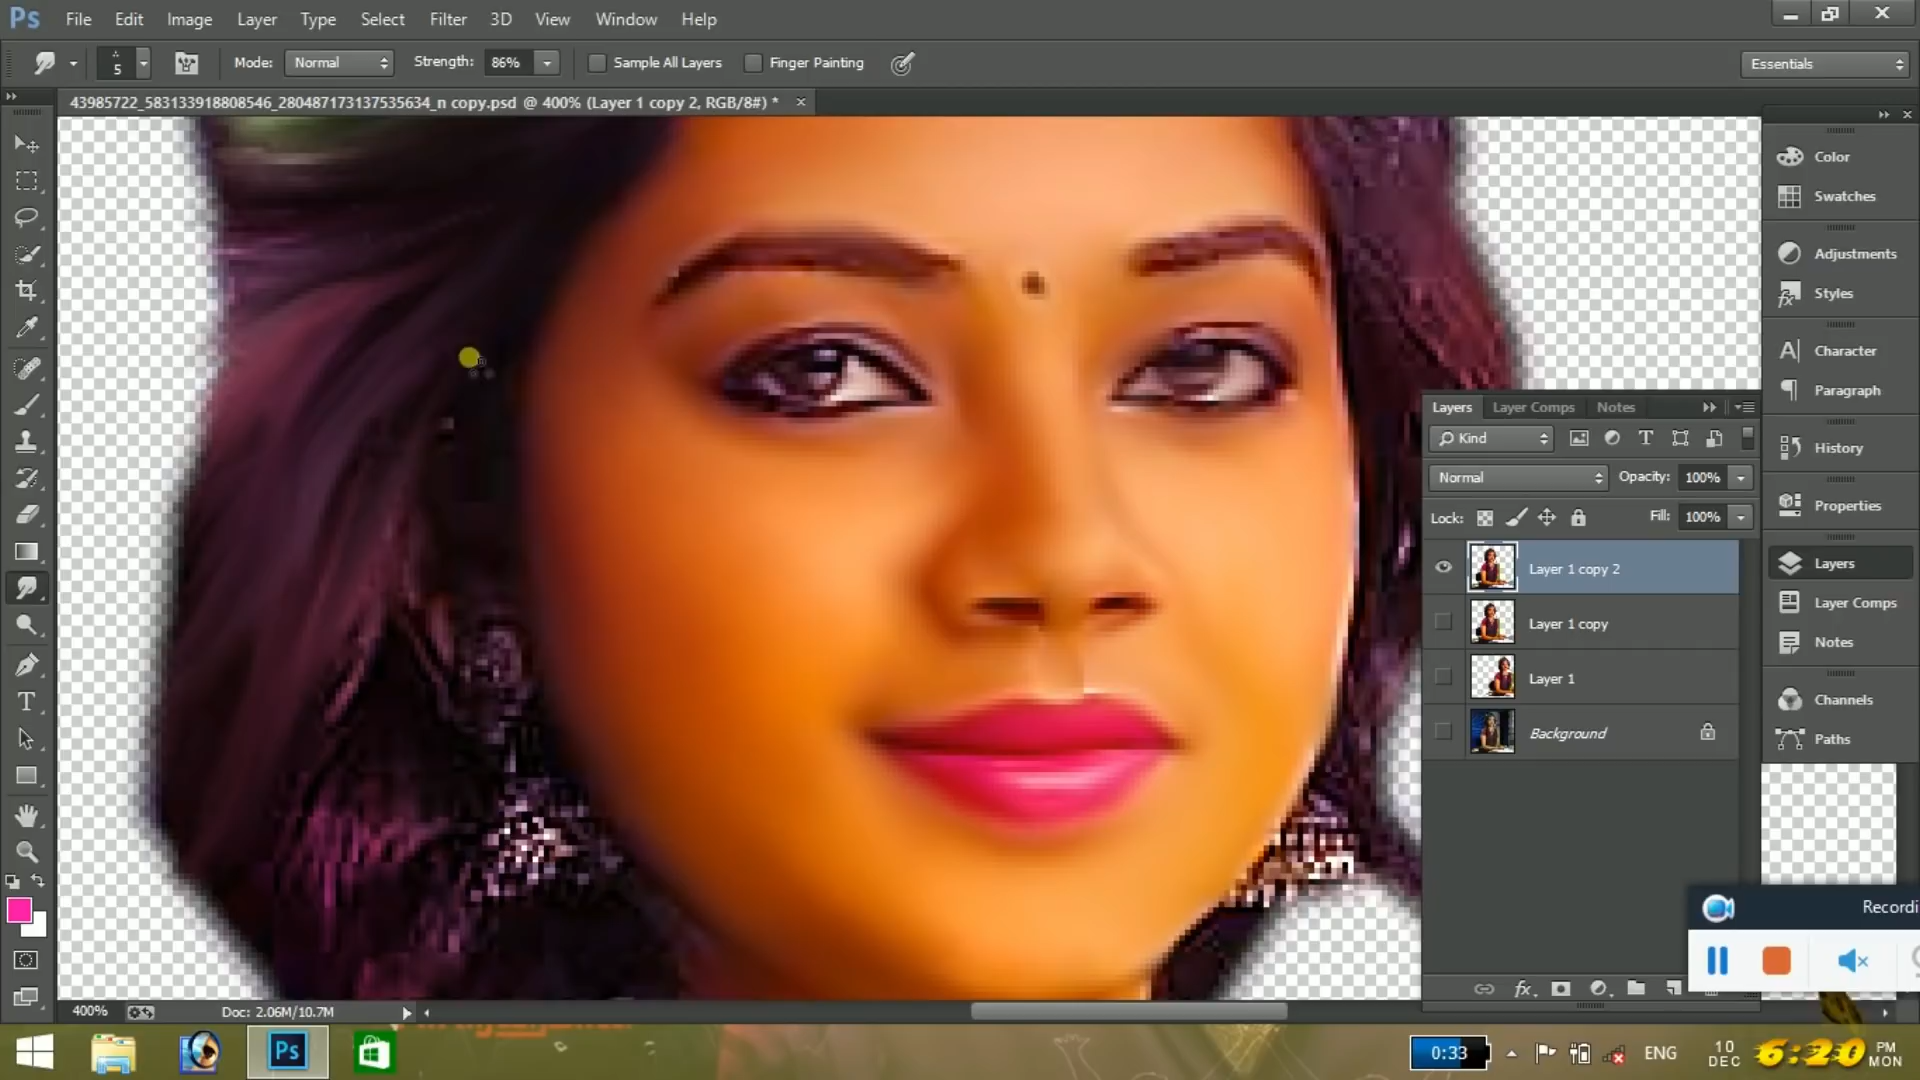 Ps File Edit Image Layer Type Select Filter 3D View Window Help
5 Mode: Normal Strength: 86% Sample All Layers Finger Painting Essentials
43985722_583133918808546_280487173137535634_n copy.psd @ 400% (Layer 1 copy 2, RGB/8#) *
Color
Swatches
Adjustments
Styles
Character
Paragraph
History
Properties
Layers
Layer Comps
Notes
Channels
Paths
Layers Layer Comps Notes
Kind
Normal Opacity: 100%
Lock: Fill: 100%
Layer 1 copy 2
Layer 1 copy
Layer 1
Background
Recordi
400% Doc: 2.06M/10.7M
Ps 0:33 ENG 10 DEC 6:20 PM MON